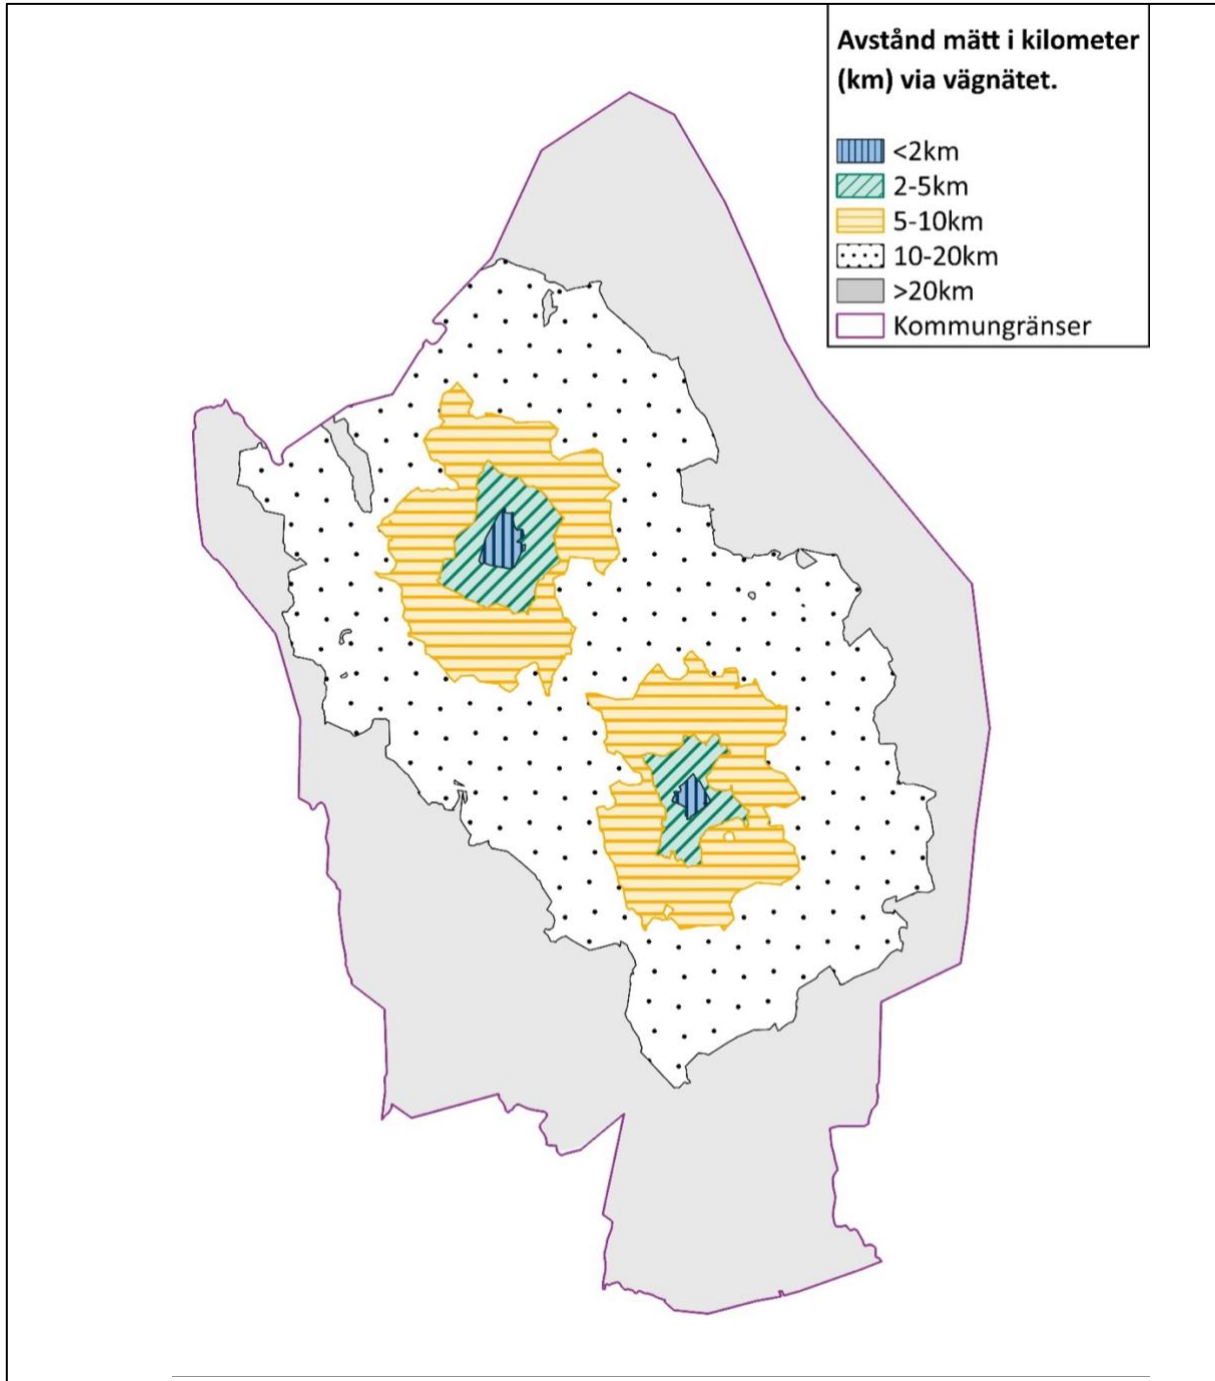 Avstånd mätt i kilometer
(km) via vägnätet.
<2km
2-5km
5-10km
10-20km
>20km
Kommungränser